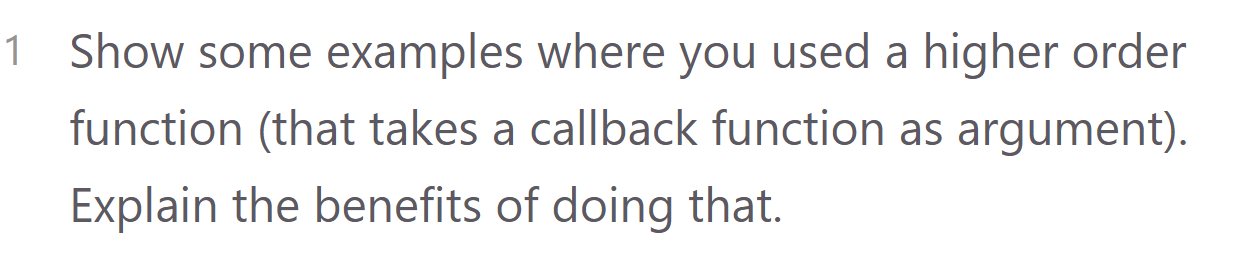 1 Show some examples where you used a higher order
function (that takes a callback function as argument).
Explain the benefits of doing that.